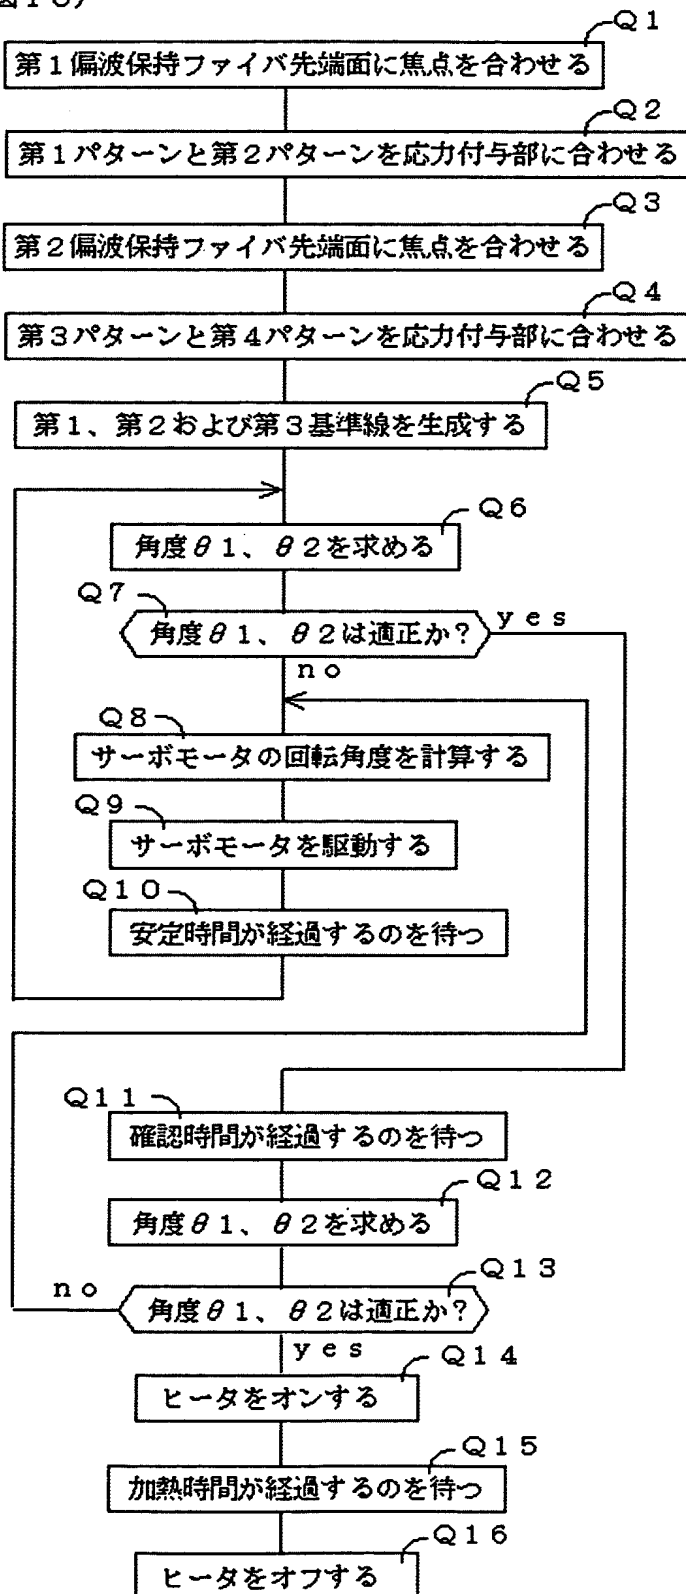 Q1
第1偏波保持ファイバ先端面に焦点を合わせる
Q2
第1パターンと第2パターンを応力付与部に合わせる
Q3
第2偏波保持ファイバ先端面に焦点を合わせる
Q4
第3パターンと第4パターンを応力付与部に合わせる
Q5
第1、第2および第3基準線を生成する
Q6
角度θ1、θ2を求める
Q7
角度θ1、θ2は適正か?
yes
no
Q8
サーボモータの回転角度を計算する
Q9
サーボモータを駆動する
Q10
安定時間が経過するのを待つ
Q11
確認時間が経過するのを待つ
Q12
角度θ1、θ2を求める
Q13
no
角度θ1、θ2は適正か?
yes
Q14
ヒータをオンする
Q15
加熱時間が経過するのを待つ
Q16
ヒータをオフする